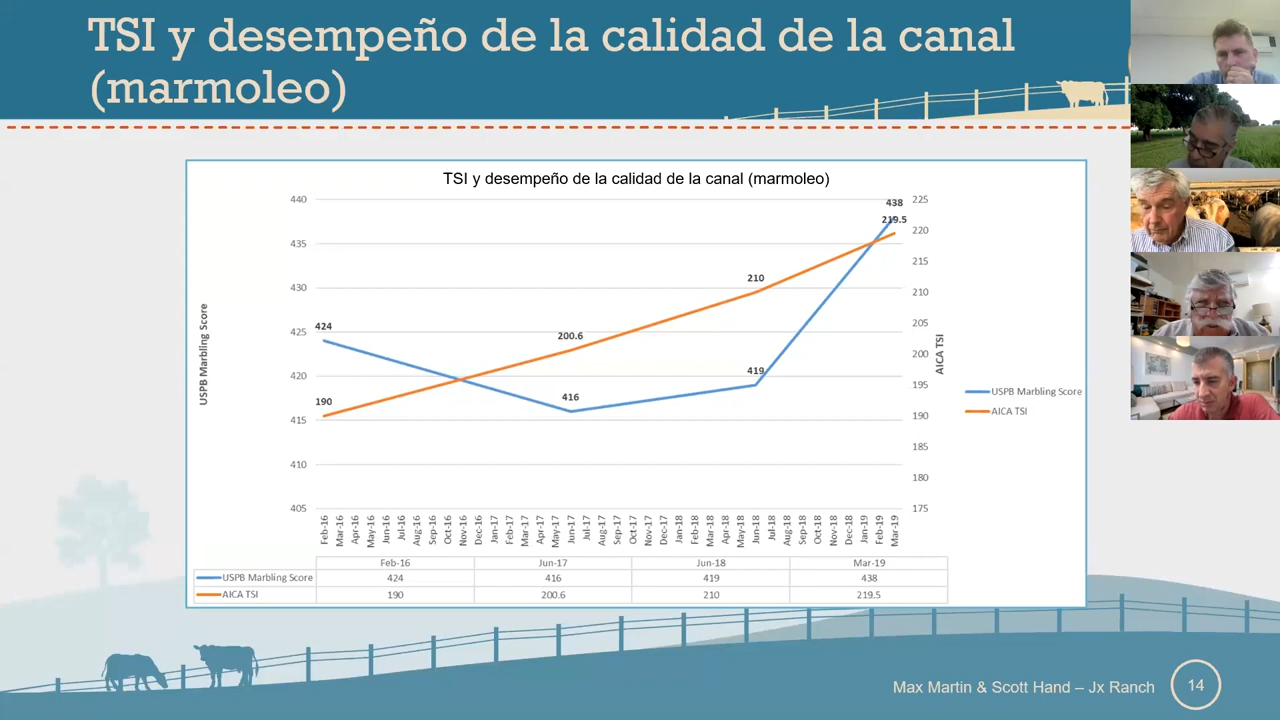 TSI y desempeño de la calidad de la canal
(marmoleo)
TSI y desempeño de la calidad de la canal (marmoleo)
440
435
430
425
420
415
410
405
USPB Marbling Score
424
416
419
438
190
200.6
210
219.5
225
220
215
210
205
200
195
190
185
180
175
AICA TSI
USPB Marbling Score
AICA TSI
Feb-16
Mar-16
Apr-16
May-16
Jun-16
Jul-16
Aug-16
Sep-16
Oct-16
Nov-16
Dec-16
Jan-17
Feb-17
Mar-17
Apr-17
May-17
Jun-17
Jul-17
Aug-17
Sep-17
Oct-17
Nov-17
Dec-17
Jan-18
Feb-18
Mar-18
Apr-18
May-18
Jun-18
Jul-18
Aug-18
Sep-18
Oct-18
Nov-18
Dec-18
Jan-19
Feb-19
Mar-19
Feb-16 Jun-17 Jun-18 Mar-19
USPB Marbling Score 424 416 419 438
AICA TSI 190 200.6 210 219.5
Max Martin & Scott Hand – Jx Ranch
14